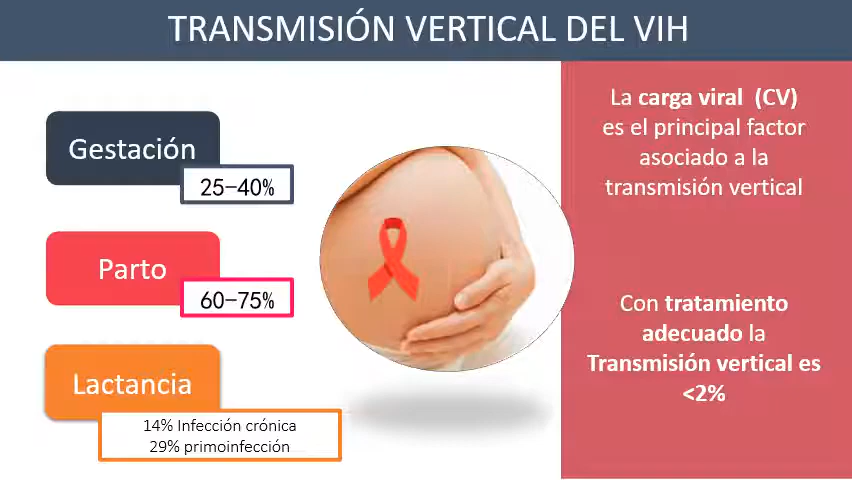 TRANSMISIÓN VERTICAL DEL VIH
Gestación
25-40%
Parto
60-75%
Lactancia
14% Infección crónica
29% primoinfección
La carga viral (CV)
es el principal factor
asociado a la
transmisión vertical
Con tratamiento
adecuado la
Transmisión vertical es
<2%